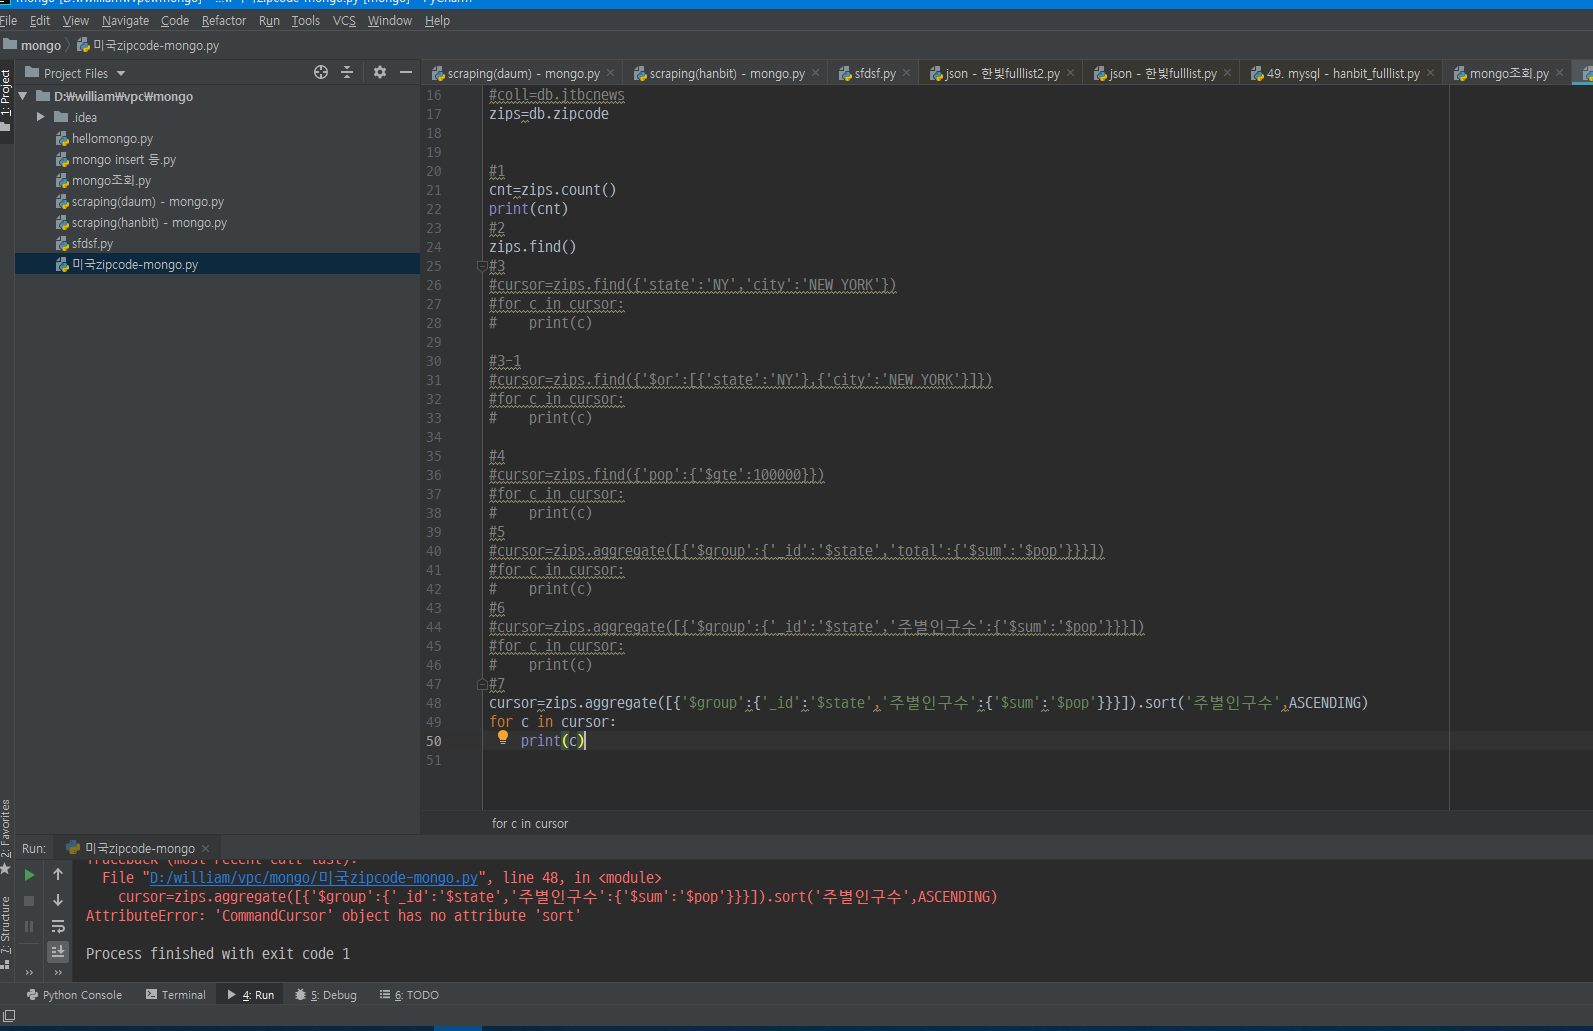 File Edit View Navigate Code Refactor Run Tools VCS Window Help
mongo 미국zipcode-mongo.py
1: Project
Project Files
scraping(daum) - mongo.py scraping(hanbit) - mongo.py sfdsf.py json - 한빛fulllist2.py json - 한빛fulllist.py 49. mysql - hanbit_fulllist.py mongo조회.py
D:₩william₩vpc₩mongo
.idea
hellomongo.py
mongo insert 등.py
mongo조회.py
scraping(daum) - mongo.py
scraping(hanbit) - mongo.py
sfdsf.py
미국zipcode-mongo.py
16 #coll=db.jtbcnews
17 zips=db.zipcode
18
19
20 #1
21 cnt=zips.count()
22 print(cnt)
23 #2
24 zips.find()
25 #3
26 #cursor=zips.find({'state':'NY','city':'NEW YORK'})
27 #for c in cursor:
28 #    print(c)
29
30 #3-1
31 #cursor=zips.find({'$or':[{'state':'NY'},{'city':'NEW YORK'}]})
32 #for c in cursor:
33 #    print(c)
34
35 #4
36 #cursor=zips.find({'pop':{'$gte':100000}})
37 #for c in cursor:
38 #    print(c)
39 #5
40 #cursor=zips.aggregate([{'$group':{'_id':'$state','total':{'$sum':'$pop'}}}])
41 #for c in cursor:
42 #    print(c)
43 #6
44 #cursor=zips.aggregate([{'$group':{'_id':'$state','주별인구수':{'$sum':'$pop'}}}])
45 #for c in cursor:
46 #    print(c)
47 #7
48 cursor=zips.aggregate([{'$group':{'_id':'$state','주별인구수':{'$sum':'$pop'}}}]).sort('주별인구수',ASCENDING)
49 for c in cursor:
50     print(c)
51
for c in cursor
2: Favorites
7: Structure
Run: 미국zipcode-mongo
Traceback (most recent call last):
File "D:/william/vpc/mongo/미국zipcode-mongo.py", line 48, in <module>
cursor=zips.aggregate([{'$group':{'_id':'$state','주별인구수':{'$sum':'$pop'}}}]).sort('주별인구수',ASCENDING)
AttributeError: 'CommandCursor' object has no attribute 'sort'
Process finished with exit code 1
Python Console Terminal 4: Run 5: Debug 6: TODO